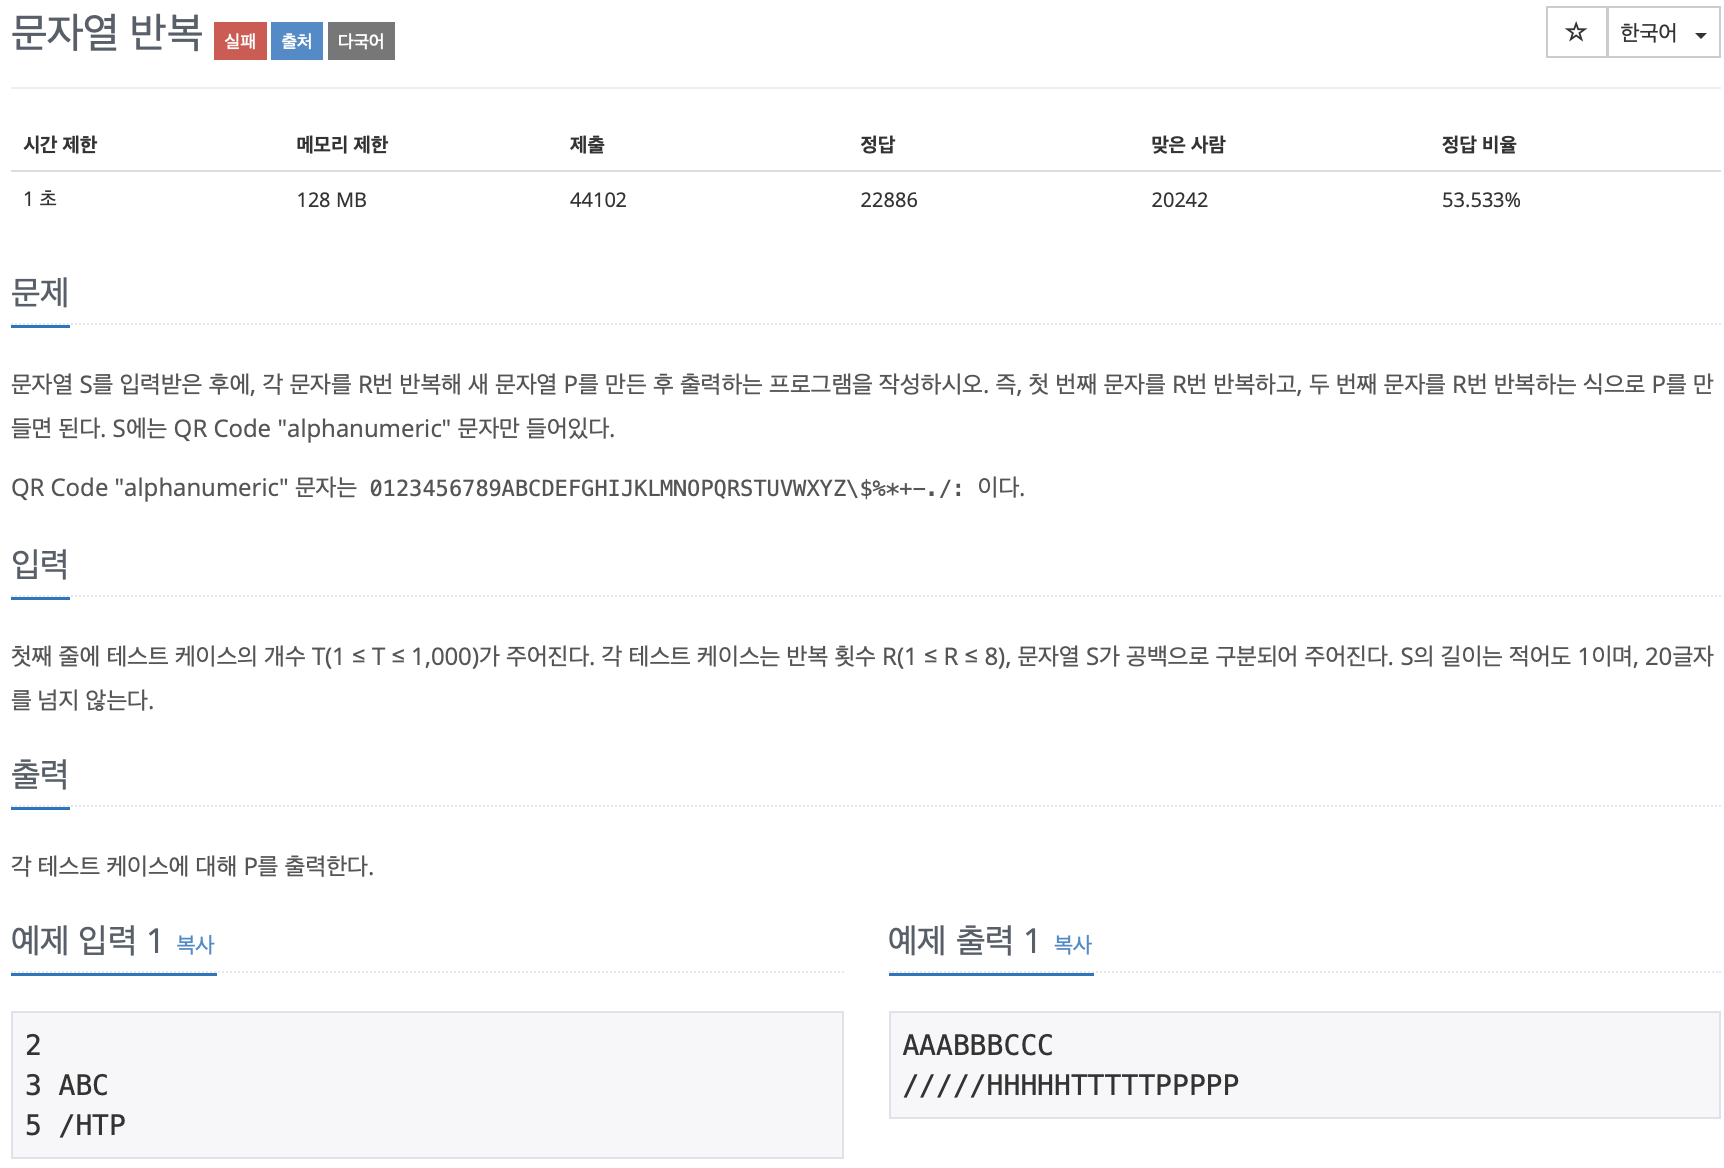 문자열 반복 실패 출처 다국어
☆ 한국어
시간 제한 메모리 제한 제출 정답 맞은 사람 정답 비율
1 초 128 MB 44102 22886 20242 53.533%
문제
문자열 S를 입력받은 후에, 각 문자를 R번 반복해 새 문자열 P를 만든 후 출력하는 프로그램을 작성하시오. 즉, 첫 번째 문자를 R번 반복하고, 두 번째 문자를 R번 반복하는 식으로 P를 만
들면 된다. S에는 QR Code "alphanumeric" 문자만 들어있다.
QR Code "alphanumeric" 문자는 0123456789ABCDEFGHIJKLMNOPQRSTUVWXYZ\$%*+-./: 이다.
입력
첫째 줄에 테스트 케이스의 개수 T(1 ≤ T ≤ 1,000)가 주어진다. 각 테스트 케이스는 반복 횟수 R(1 ≤ R ≤ 8), 문자열 S가 공백으로 구분되어 주어진다. S의 길이는 적어도 1이며, 20글자
를 넘지 않는다.
출력
각 테스트 케이스에 대해 P를 출력한다.
예제 입력 1 복사
2
3 ABC
5 /HTP
예제 출력 1 복사
AAABBBCCC
/////HHHHHTTTTTPPPPP